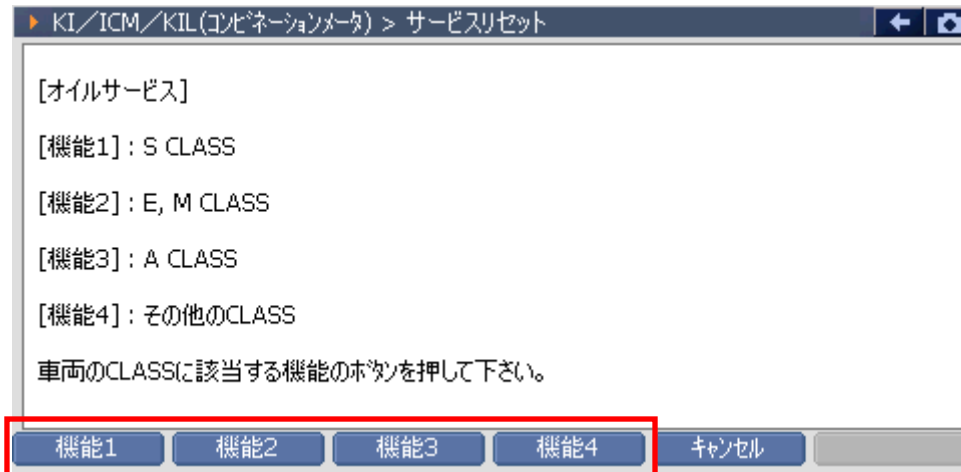 KI／ICM／KIL(ｺﾝﾋﾞﾈｰｼｮﾝﾒｰﾀ) > サービスリセット
[オイルサービス]
[機能1] : S CLASS
[機能2] : E, M CLASS
[機能3] : A CLASS
[機能4] : その他のCLASS
車両のCLASSに該当する機能のﾎﾞﾀﾝを押して下さい。
機能1 機能2 機能3 機能4 ｷｬﾝｾﾙ